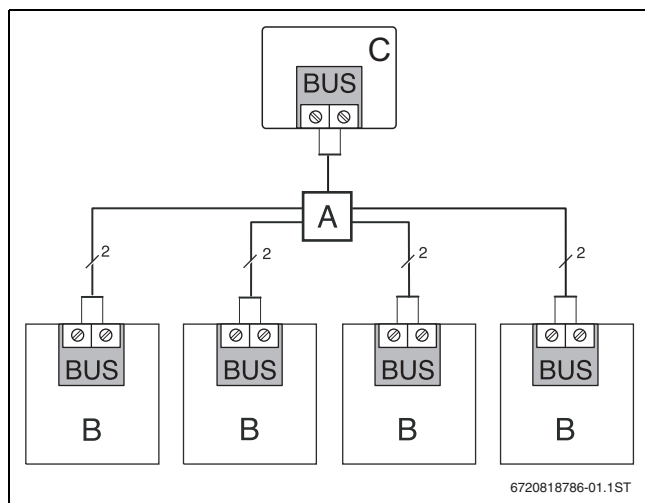 C
BUS
A
2 2 2 2
BUS BUS BUS BUS
B B B B
6720818786-01.1ST